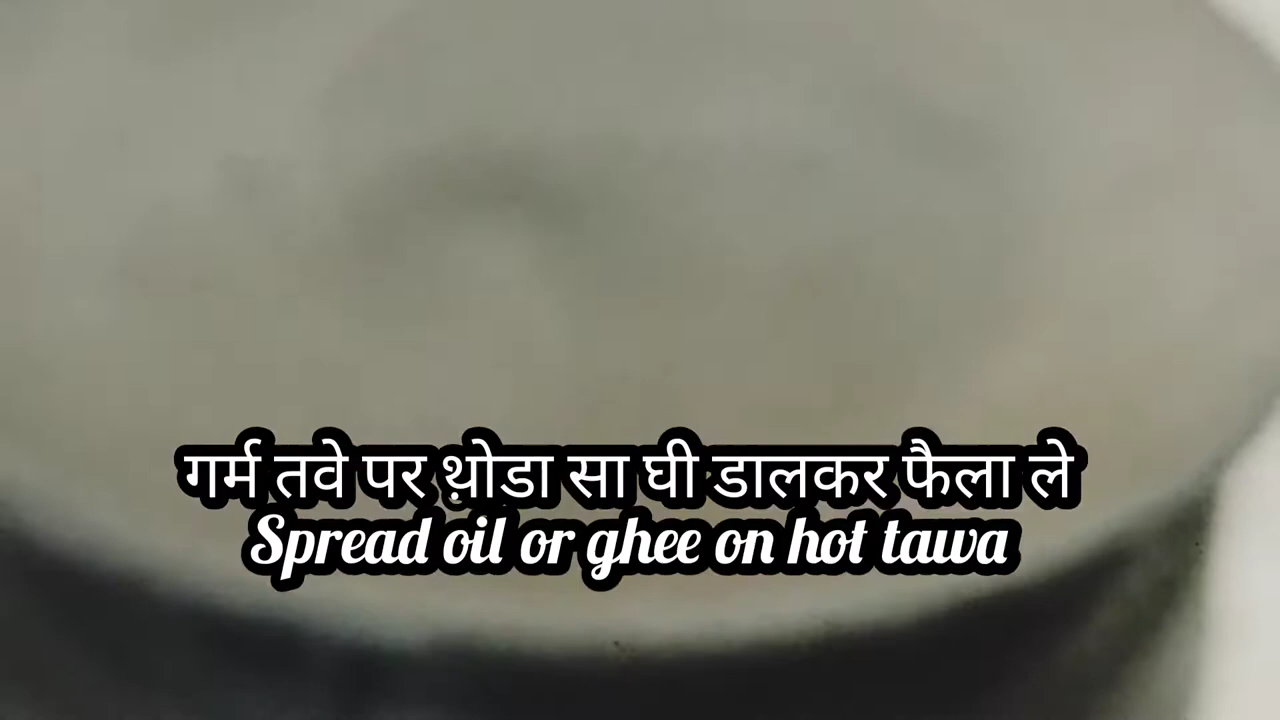 गर्म तवे पर थ़ोडा सा घी डालकर फैला ले
Spread oil or ghee on hot tawa